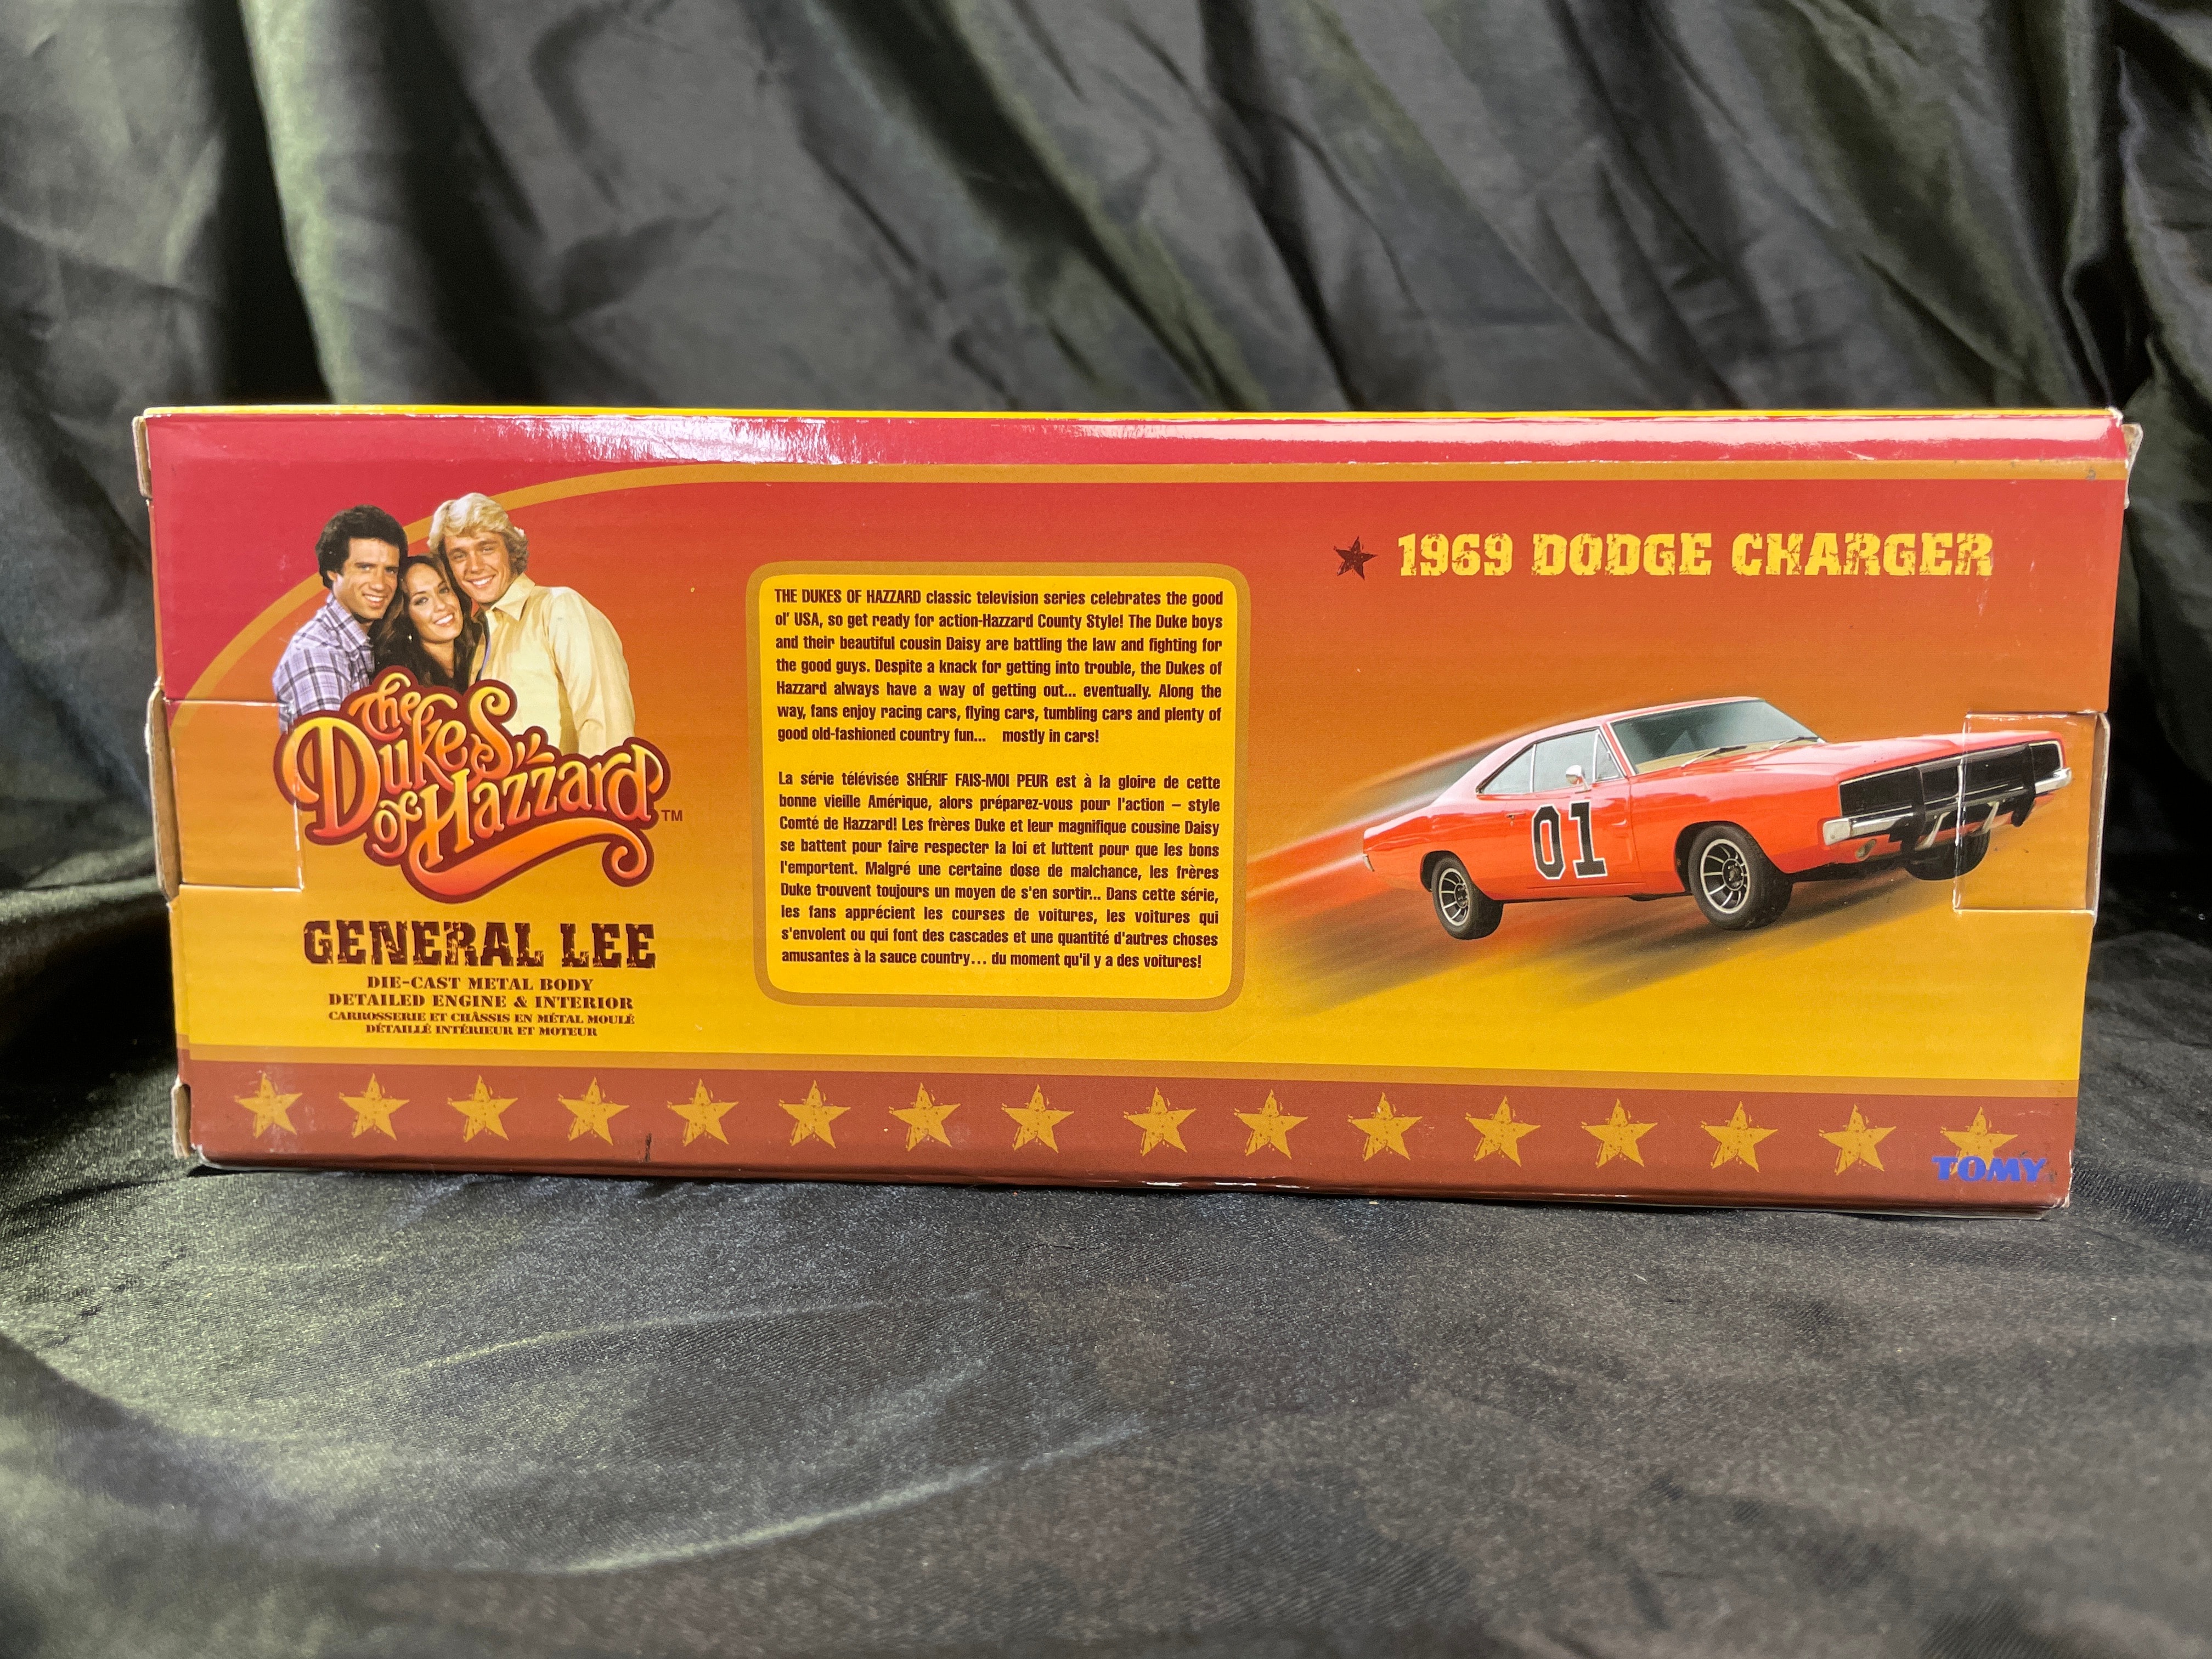 The Dukes of Hazzard™
GENERAL LEE
DIE-CAST METAL BODY
DETAILED ENGINE & INTERIOR
CARROSSERIE ET CHÂSSIS EN MÉTAL MOULÉ
DÉTAILLÉ INTÉRIEUR ET MOTEUR
THE DUKES OF HAZZARD classic television series celebrates the good
ol' USA, so get ready for action-Hazzard County Style! The Duke boys
and their beautiful cousin Daisy are battling the law and fighting for
the good guys. Despite a knack for getting into trouble, the Dukes of
Hazzard always have a way of getting out... eventually. Along the
way, fans enjoy racing cars, flying cars, tumbling cars and plenty of
good old-fashioned country fun... mostly in cars!
La série télévisée SHÉRIF FAIS-MOI PEUR est à la gloire de cette
bonne vieille Amérique, alors préparez-vous pour l'action – style
Comté de Hazzard! Les frères Duke et leur magnifique cousine Daisy
se battent pour faire respecter la loi et luttent pour que les bons
l'emportent. Malgré une certaine dose de malchance, les frères
Duke trouvent toujours un moyen de s'en sortir... Dans cette série,
les fans apprécient les courses de voitures, les voitures qui
s'envolent ou qui font des cascades et une quantité d'autres choses
amusantes à la sauce country... du moment qu'il y a des voitures!
1969 DODGE CHARGER
01
TOMY